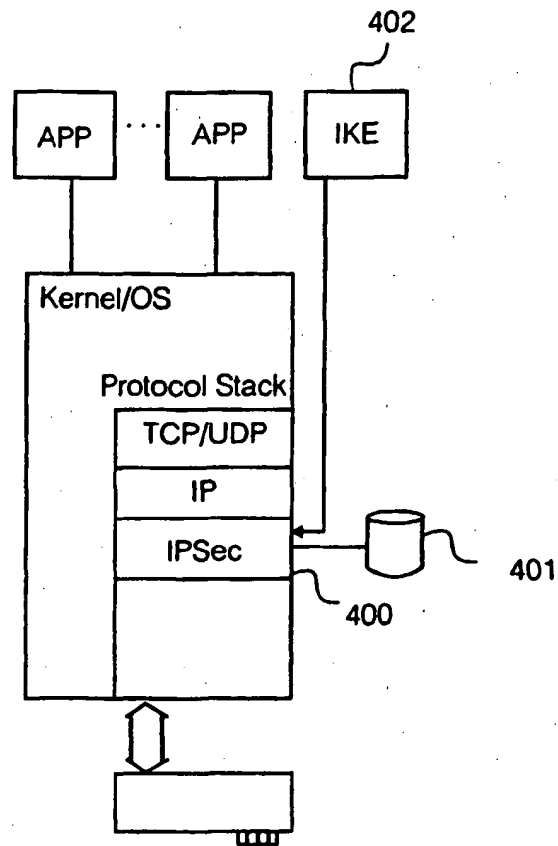 402
APP .... APP
IKE
Kernel/OS
Protocol Stack
TCP/UDP
IP
IPSec
401
400